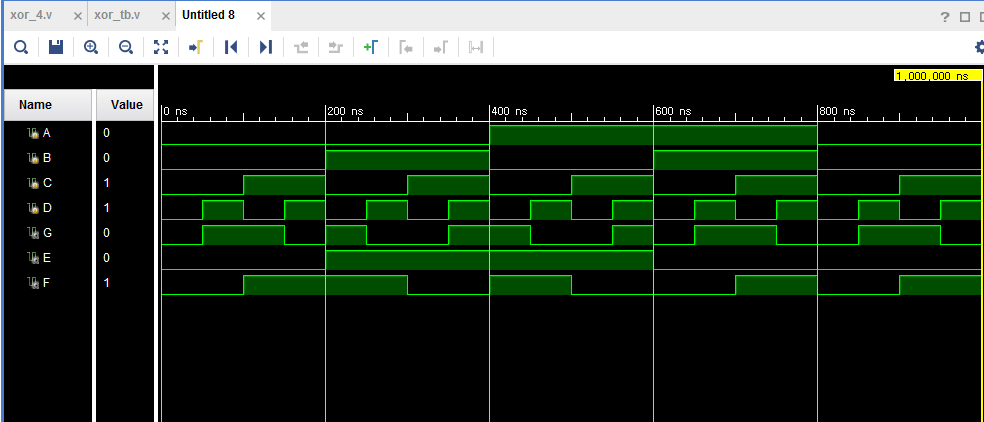 xor_4.v × xor_tb.v × Untitled 8 ×
? 
1,000,000 ns
Name Value
0 ns 200 ns 400 ns 600 ns 800 ns
A 0
B 0
C 1
D 1
G 0
E 0
F 1